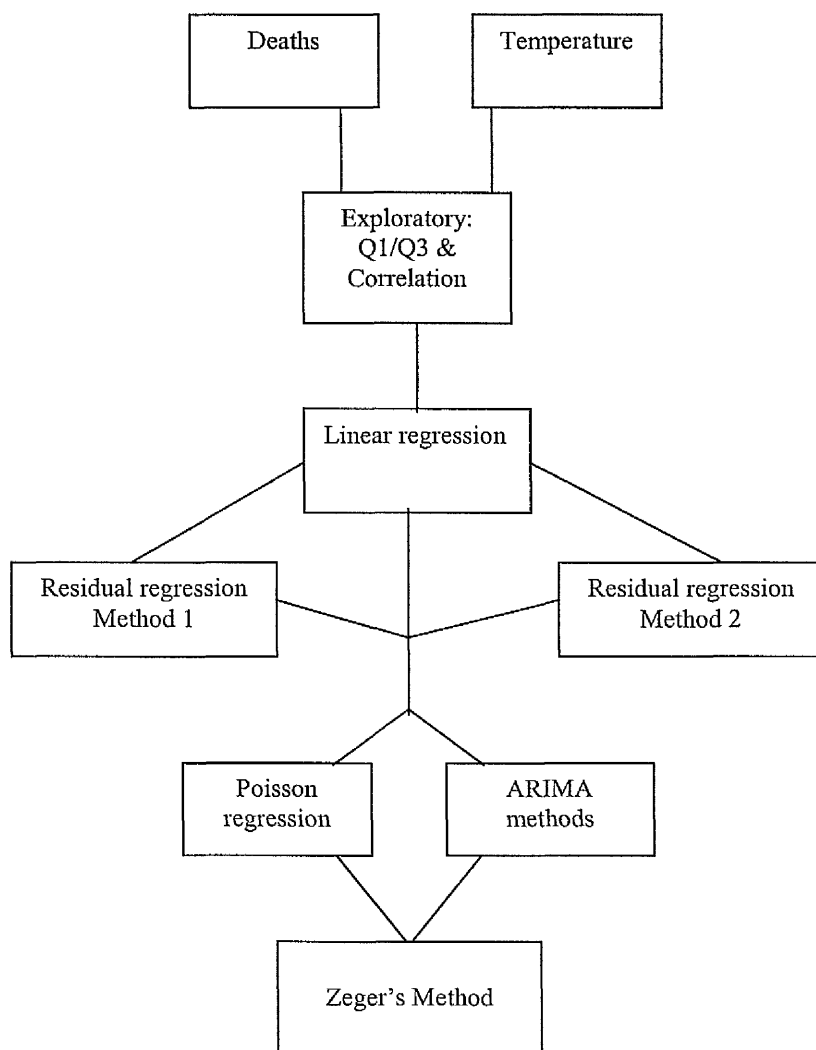 Deaths
Temperature
Exploratory:
Q1/Q3 &
Correlation
Linear regression
Residual regression
Method 1
Residual regression
Method 2
Poisson
regression
ARIMA
methods
Zeger's Method